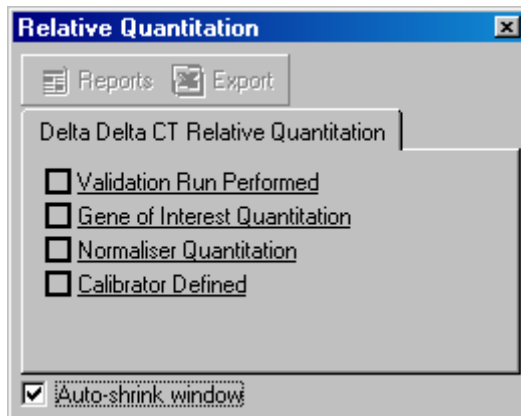 Relative Quantitation
Reports Export
Delta Delta CT Relative Quantitation
Validation Run Performed
Gene of Interest Quantitation
Normaliser Quantitation
Calibrator Defined
Auto-shrink window